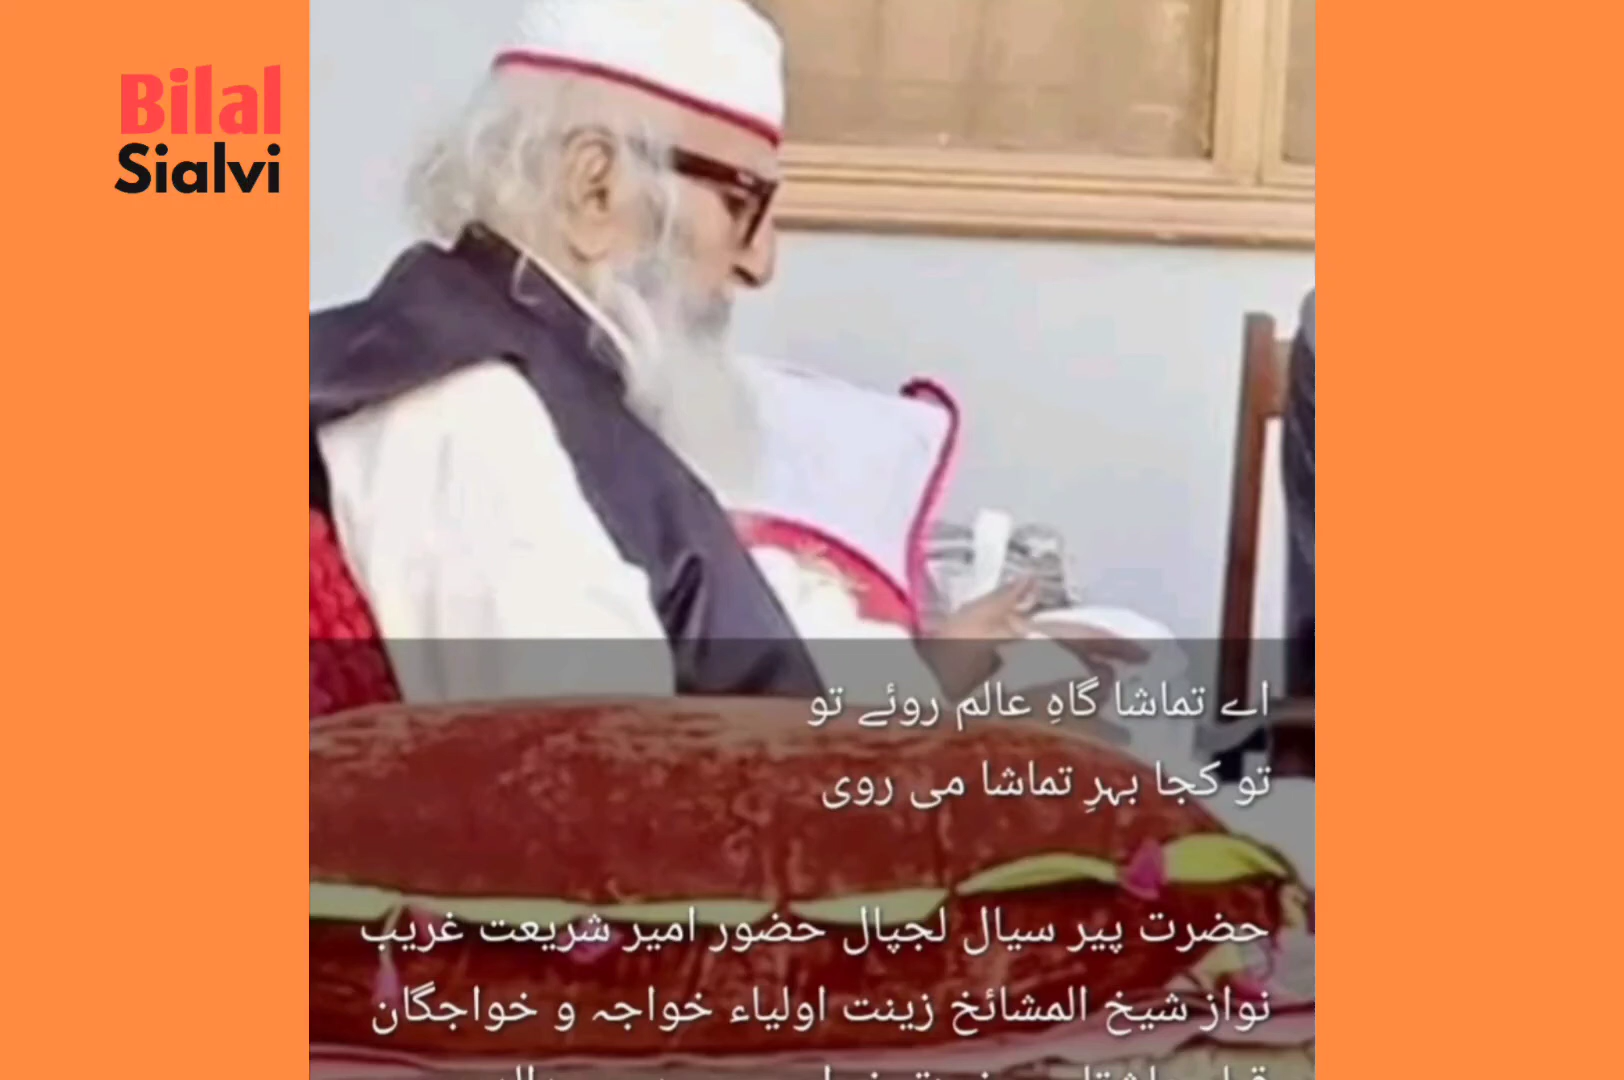 Bilal
Sialvi
اے تماشا گاہِ عالم روئے تو
تو کجا بہرِ تماشا می روی
حضرت پیر سیال لجپال حضور امیر شریعت غریب
نواز شیخ المشائخ زینت اولیاء خواجہ و خواجگان